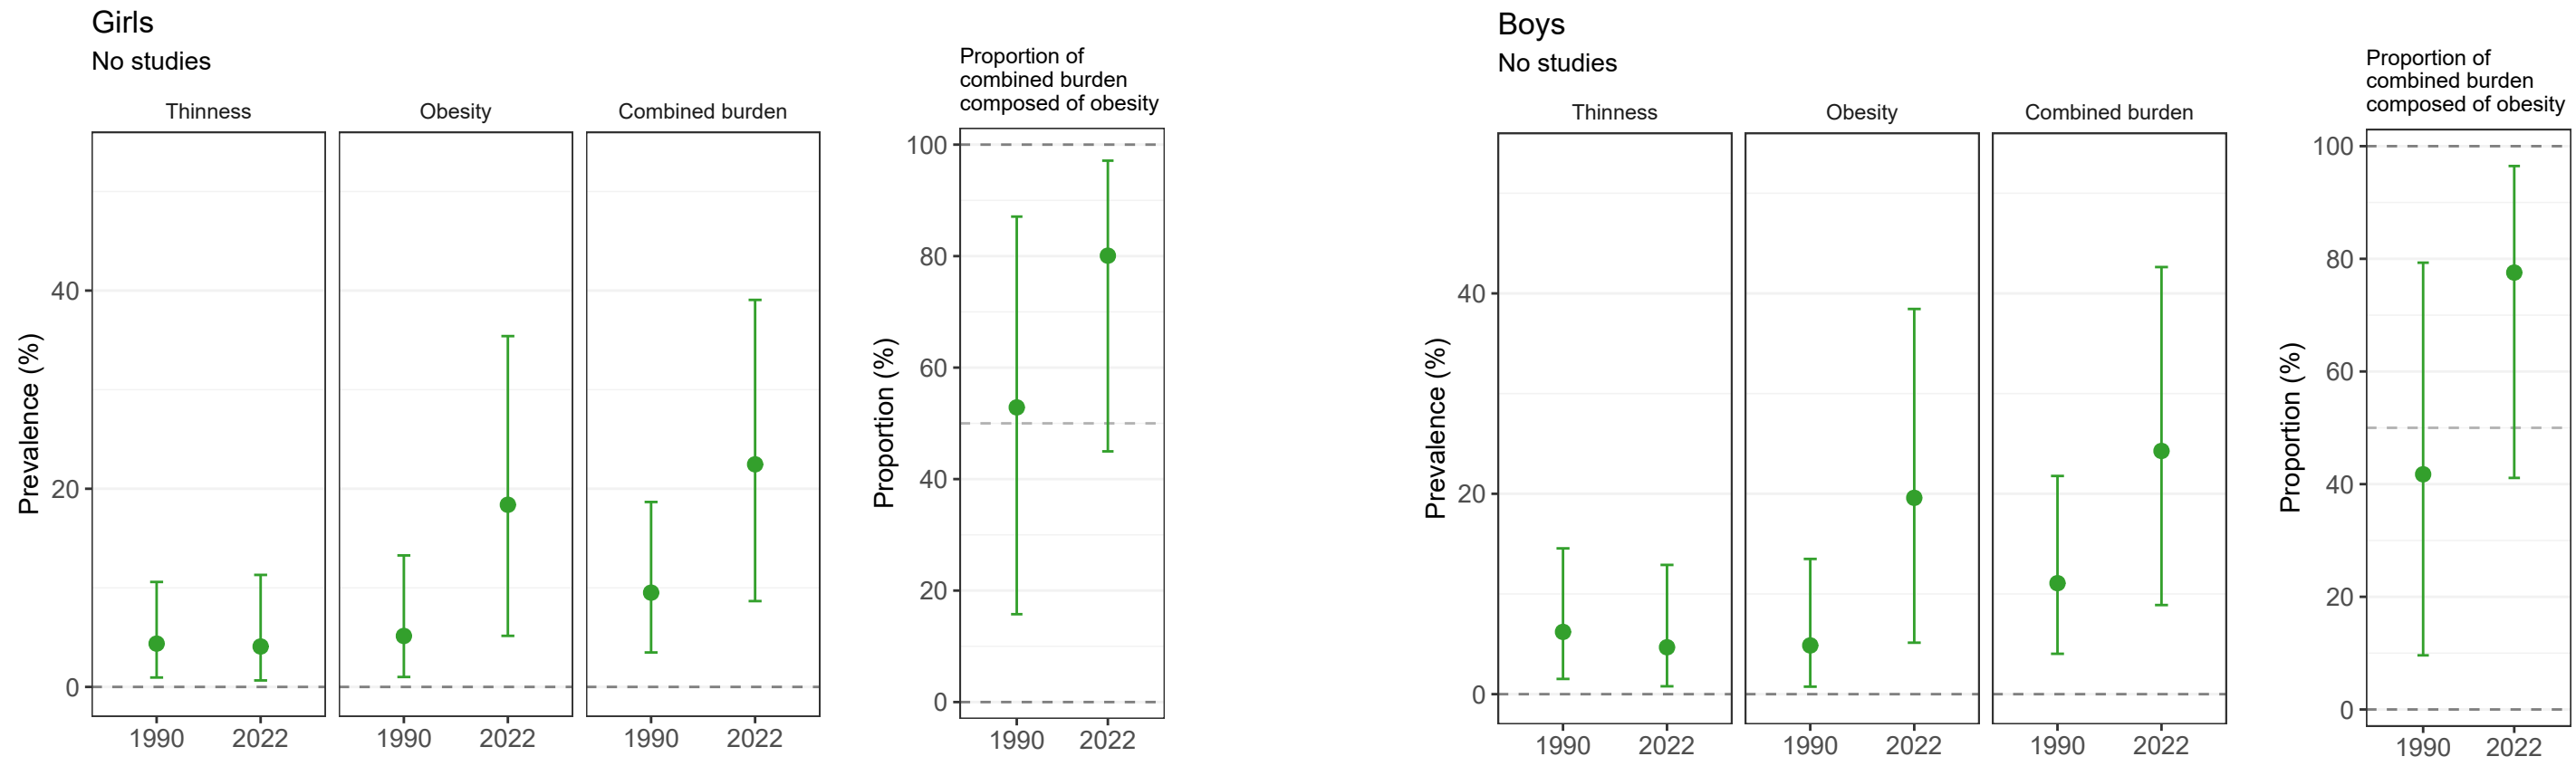 Girls
No studies
Thinness
Obesity
Combined burden
Prevalence (%)
40
20
0
1990 2022
1990 2022
1990 2022
Proportion of
combined burden
composed of obesity
Proportion (%)
100
80
60
40
20
0
1990 2022
Boys
No studies
Thinness
Obesity
Combined burden
Prevalence (%)
40
20
0
1990 2022
1990 2022
1990 2022
Proportion of
combined burden
composed of obesity
Proportion (%)
100
80
60
40
20
0
1990 2022